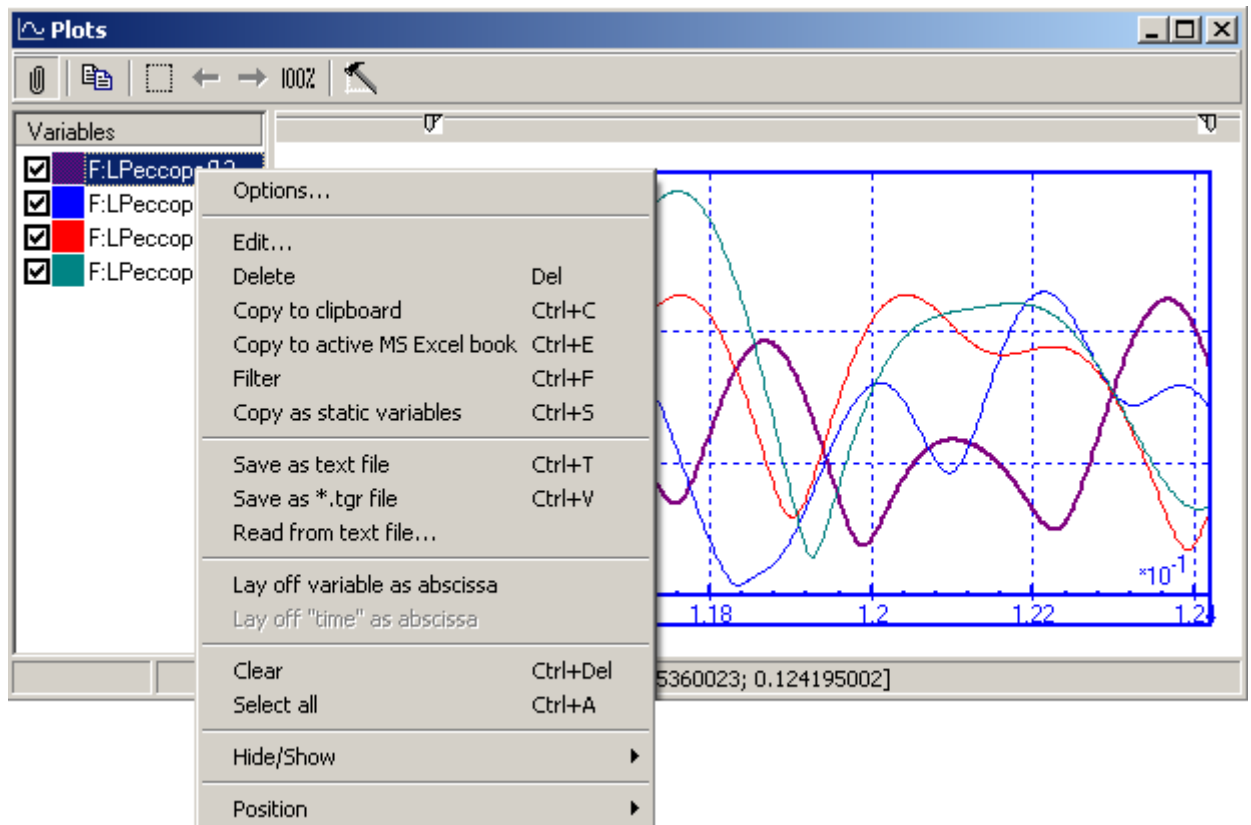 Plots
100%
Variables
F:LPeccop
F:LPeccop
F:LPeccop
F:LPeccop
Options...
Edit...
Delete Del
Copy to clipboard Ctrl+C
Copy to active MS Excel book Ctrl+E
Filter Ctrl+F
Copy as static variables Ctrl+S
Save as text file Ctrl+T
Save as *.tgr file Ctrl+V
Read from text file...
Lay off variable as abscissa
Lay off "time" as abscissa
Clear Ctrl+Del
Select all Ctrl+A
Hide/Show
Position
*10-1
1.18 1.2 1.22 1.24
5360023; 0.124195002]